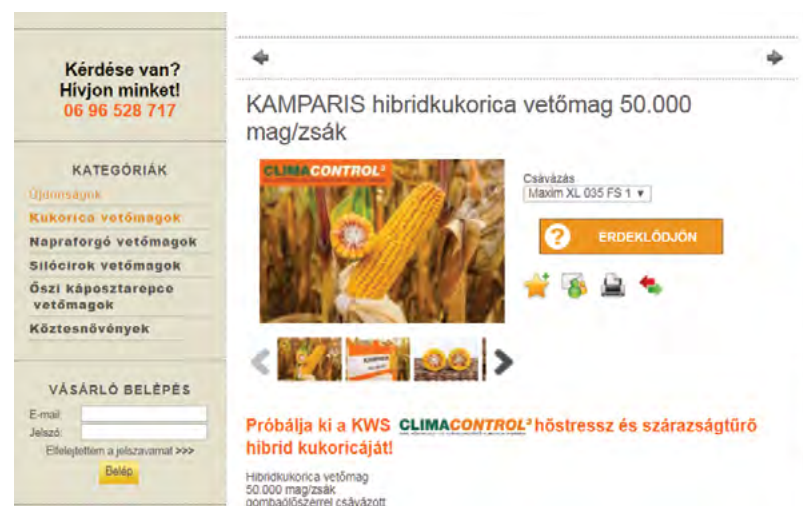 Kérdése van?
Hívjon minket!
06 96 528 717
KATEGÓRIÁK
Újdonságok
Kukorica vetőmagok
Napraforgó vetőmagok
Silócirok vetőmagok
Őszi káposztarepce
vetőmagok
Köztesnövények
VÁSÁRLÓ BELÉPÉS
E-mail:
Jelszó:
Elfelejtettem a jelszavamat >>>
Belép
KAMPARIS hibridkukorica vetőmag 50.000
mag/zsák
CLIMACONTROL³
Csávázás
Maxim XL 035 FS 1
? ÉRDEKLŐDJÖN
KAMPARIS
Próbálja ki a KWS CLIMACONTROL³ hőstressz és szárazságtűrő
hibrid kukoricáját!
Hibridkukorica vetőmag
50.000 mag/zsák
gombaölőszerrel csávázott